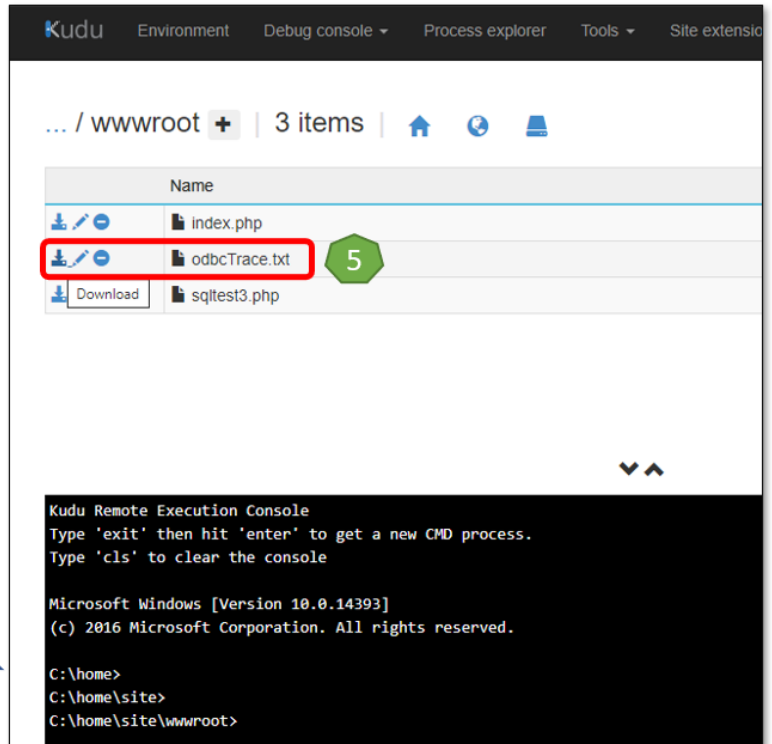 Kudu Environment Debug console Process explorer Tools Site extensio
... / wwwroot + | 3 items |
Name
index.php
odbcTrace.txt 5
Download
sqltest3.php
Kudu Remote Execution Console
Type 'exit' then hit 'enter' to get a new CMD process.
Type 'cls' to clear the console
Microsoft Windows [Version 10.0.14393]
(c) 2016 Microsoft Corporation. All rights reserved.
C:\home>
C:\home\site>
C:\home\site\wwwroot>